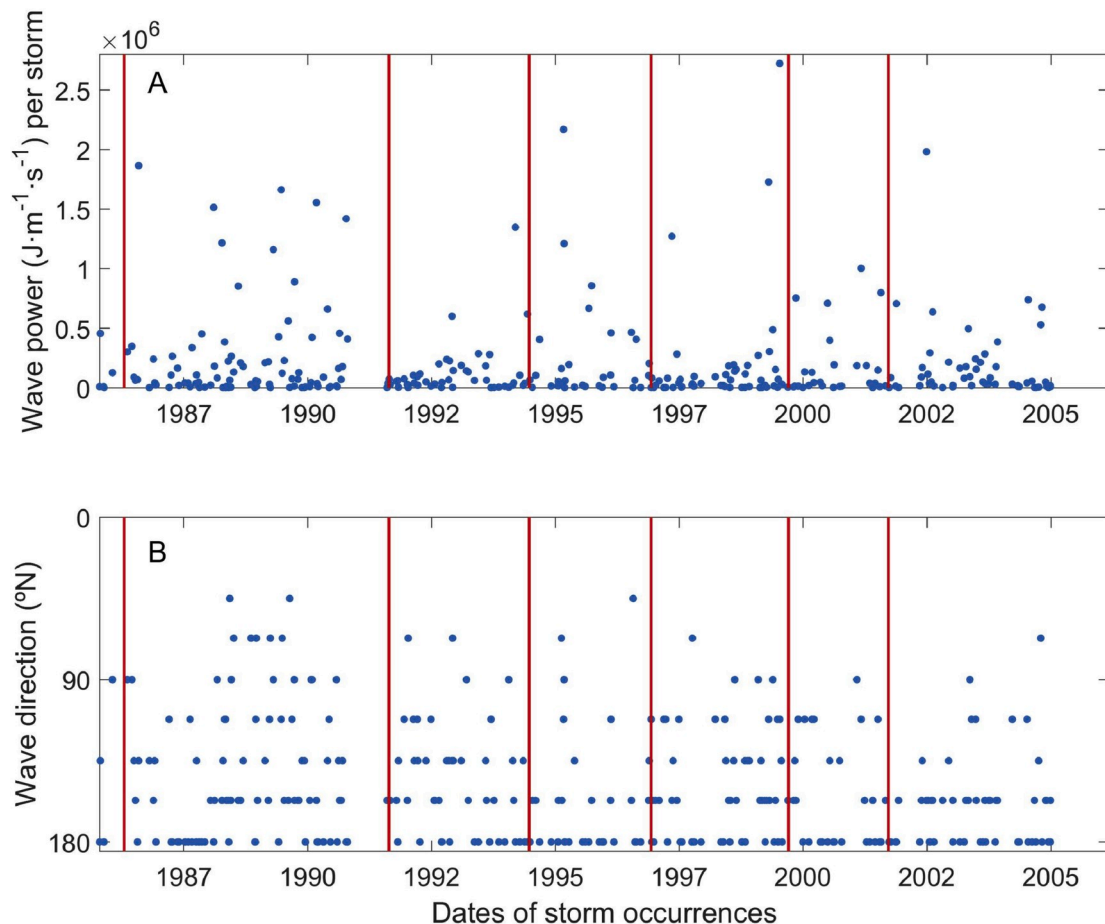 ×10⁶
A
Wave power (J·m⁻¹·s⁻¹) per storm
2.5
2
1.5
1
0.5
0
1987 1990 1992 1995 1997 2000 2002 2005
B
Wave direction (ºN)
0
90
180
1987 1990 1992 1995 1997 2000 2002 2005
Dates of storm occurrences